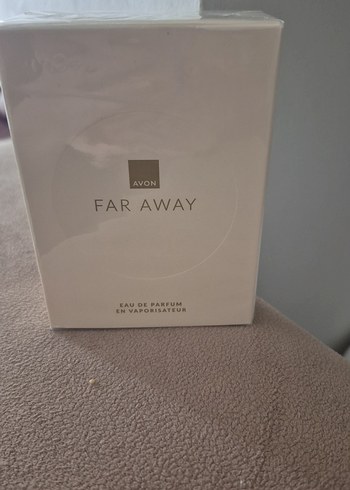 AVON
FAR AWAY
EAU DE PARFUM
EN VAPORISATEUR